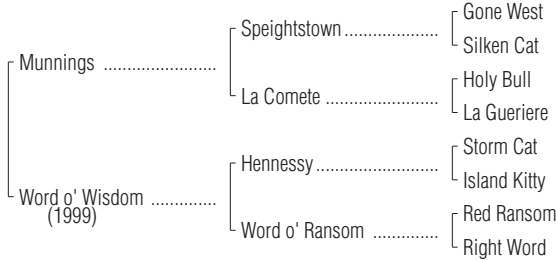 Gone West
Speightstown
Silken Cat
Munnings
Holy Bull
La Comete
La Gueriere
Storm Cat
Hennessy
Island Kitty
Word o' Wisdom
(1999)
Red Ransom
Word o' Ransom
Right Word